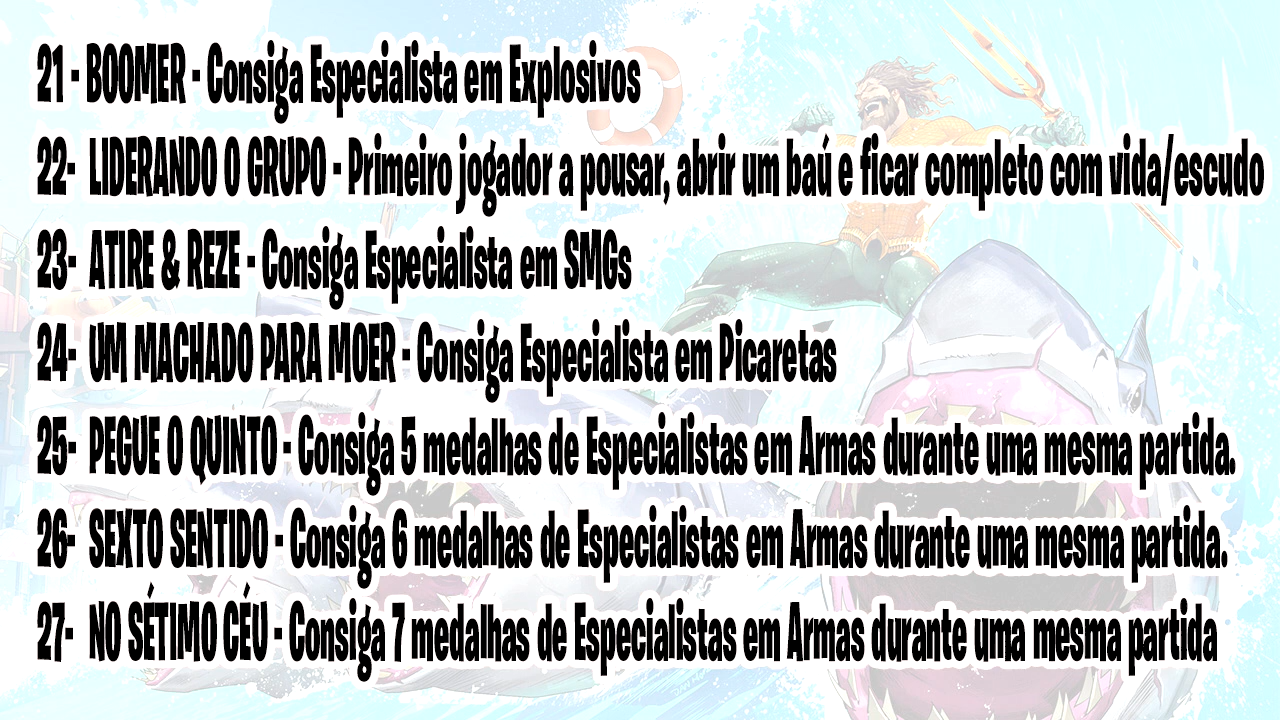 21 - BOOMER - Consiga Especialista em Explosivos
22- LIDERANDO O GRUPO - Primeiro jogador a pousar, abrir um baú e ficar completo com vida/escudo
23- ATIRE & REZE - Consiga Especialista em SMGs
24- UM MACHADO PARA MOER - Consiga Especialista em Picaretas
25- PEGUE O QUINTO - Consiga 5 medalhas de Especialistas em Armas durante uma mesma partida.
26- SEXTO SENTIDO - Consiga 6 medalhas de Especialistas em Armas durante uma mesma partida.
27- NO SÉTIMO CÉU - Consiga 7 medalhas de Especialistas em Armas durante uma mesma partida